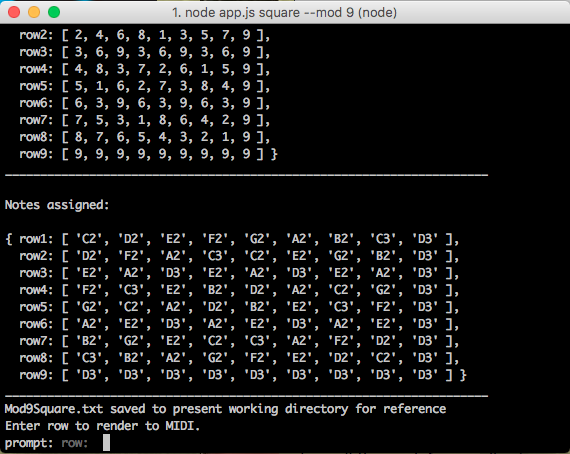 1. node app.js square --mod 9 (node)
row2: [ 2, 4, 6, 8, 1, 3, 5, 7, 9 ],
row3: [ 3, 6, 9, 3, 6, 9, 3, 6, 9 ],
row4: [ 4, 8, 3, 7, 2, 6, 1, 5, 9 ],
row5: [ 5, 1, 6, 2, 7, 3, 8, 4, 9 ],
row6: [ 6, 3, 9, 6, 3, 9, 6, 3, 9 ],
row7: [ 7, 5, 3, 1, 8, 6, 4, 2, 9 ],
row8: [ 8, 7, 6, 5, 4, 3, 2, 1, 9 ],
row9: [ 9, 9, 9, 9, 9, 9, 9, 9, 9 ] }
Notes assigned:
{ row1: [ 'C2', 'D2', 'E2', 'F2', 'G2', 'A2', 'B2', 'C3', 'D3' ],
row2: [ 'D2', 'F2', 'A2', 'C3', 'C2', 'E2', 'G2', 'B2', 'D3' ],
row3: [ 'E2', 'A2', 'D3', 'E2', 'A2', 'D3', 'E2', 'A2', 'D3' ],
row4: [ 'F2', 'C3', 'E2', 'B2', 'D2', 'A2', 'C2', 'G2', 'D3' ],
row5: [ 'G2', 'C2', 'A2', 'D2', 'B2', 'E2', 'C3', 'F2', 'D3' ],
row6: [ 'A2', 'E2', 'D3', 'A2', 'E2', 'D3', 'A2', 'E2', 'D3' ],
row7: [ 'B2', 'G2', 'E2', 'C2', 'C3', 'A2', 'F2', 'D2', 'D3' ],
row8: [ 'C3', 'B2', 'A2', 'G2', 'F2', 'E2', 'D2', 'C2', 'D3' ],
row9: [ 'D3', 'D3', 'D3', 'D3', 'D3', 'D3', 'D3', 'D3', 'D3' ] }
Mod9Square.txt saved to present working directory for reference
Enter row to render to MIDI.
prompt: row: